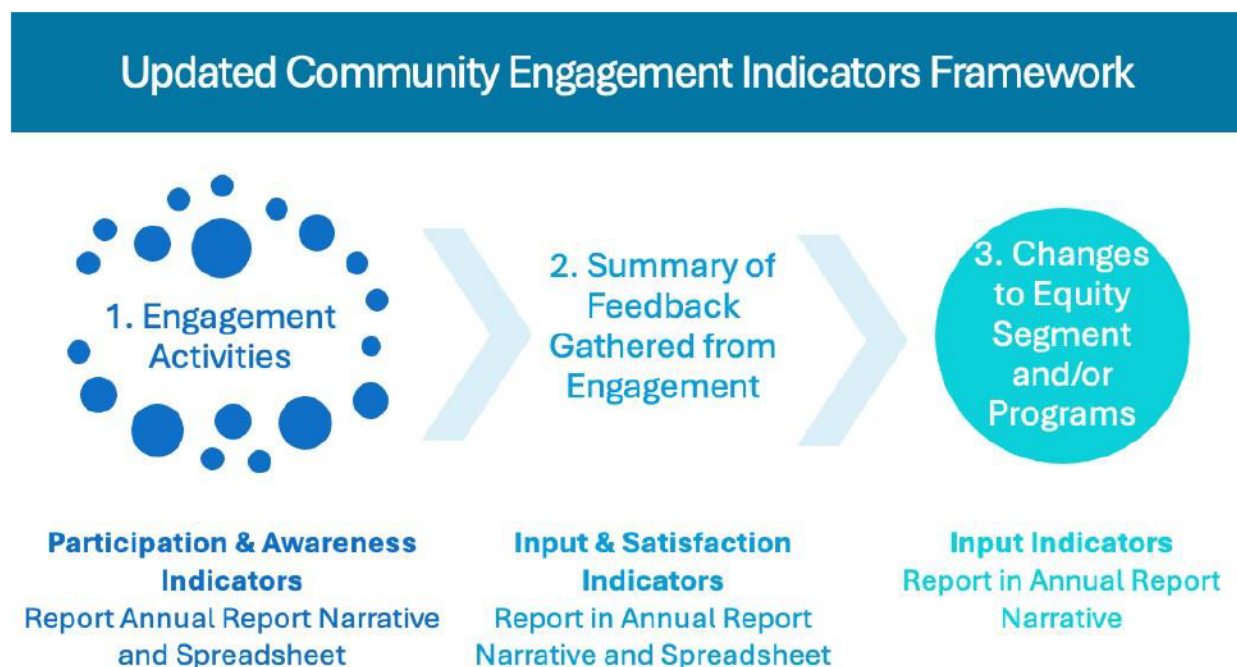 Updated Community Engagement Indicators Framework
1. Engagement
Activities
2. Summary of
Feedback
Gathered from
Engagement
3. Changes
to Equity
Segment
and/or
Programs
Participation & Awareness
Indicators
Report Annual Report Narrative
and Spreadsheet
Input & Satisfaction
Indicators
Report in Annual Report
Narrative and Spreadsheet
Input Indicators
Report in Annual Report
Narrative